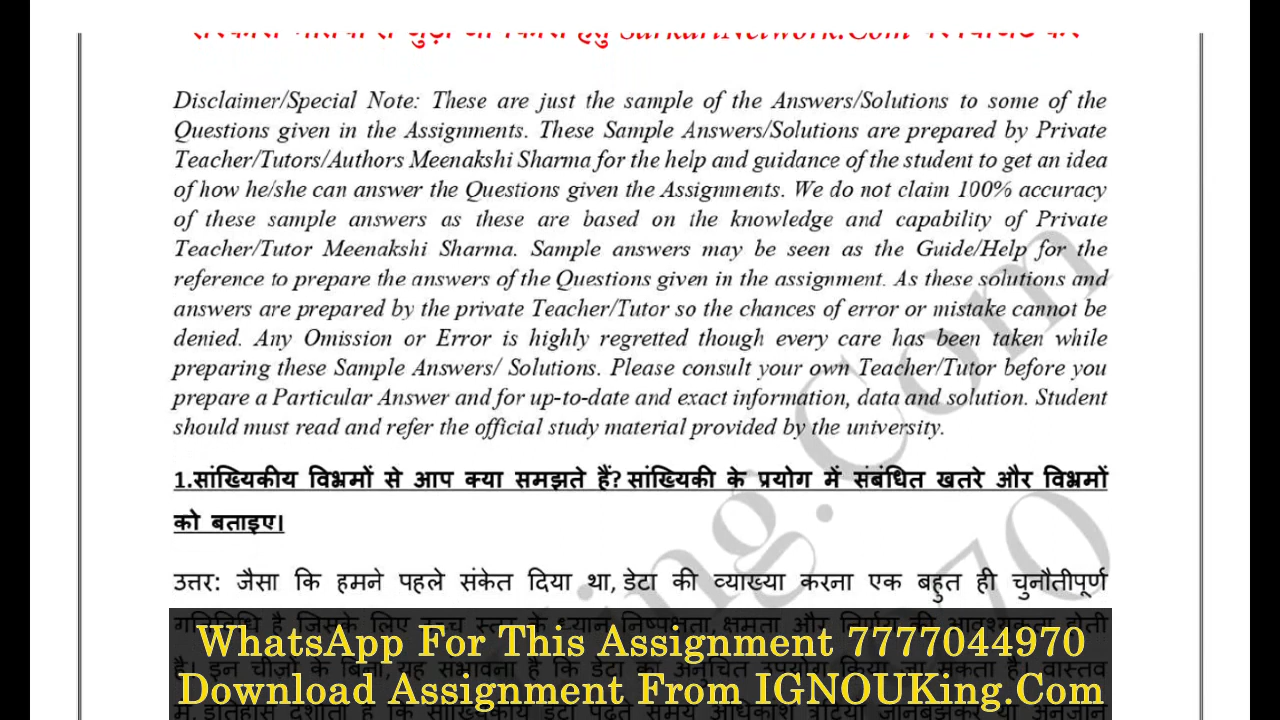 SarkariNetwork.Com
Disclaimer/Special Note: These are just the sample of the Answers/Solutions to some of the
Questions given in the Assignments. These Sample Answers/Solutions are prepared by Private
Teacher/Tutors/Authors Meenakshi Sharma for the help and guidance of the student to get an idea
of how he/she can answer the Questions given the Assignments. We do not claim 100% accuracy
of these sample answers as these are based on the knowledge and capability of Private
Teacher/Tutor Meenakshi Sharma. Sample answers may be seen as the Guide/Help for the
reference to prepare the answers of the Questions given in the assignment. As these solutions and
answers are prepared by the private Teacher/Tutor so the chances of error or mistake cannot be
denied. Any Omission or Error is highly regretted though every care has been taken while
preparing these Sample Answers/ Solutions. Please consult your own Teacher/Tutor before you
prepare a Particular Answer and for up-to-date and exact information, data and solution. Student
should must read and refer the official study material provided by the university.
1.सांख्यिकीय विभ्रमों से आप क्या समझते हैं? सांख्यिकी के प्रयोग में संबंधित खतरे और विभ्रमों
को बताइए।
उत्तर: जैसा कि हमने पहले संकेत दिया था, डेटा की व्याख्या करना एक बहुत ही चुनौतीपूर्ण
WhatsApp For This Assignment 7777044970
Download Assignment From IGNOUKing.Com